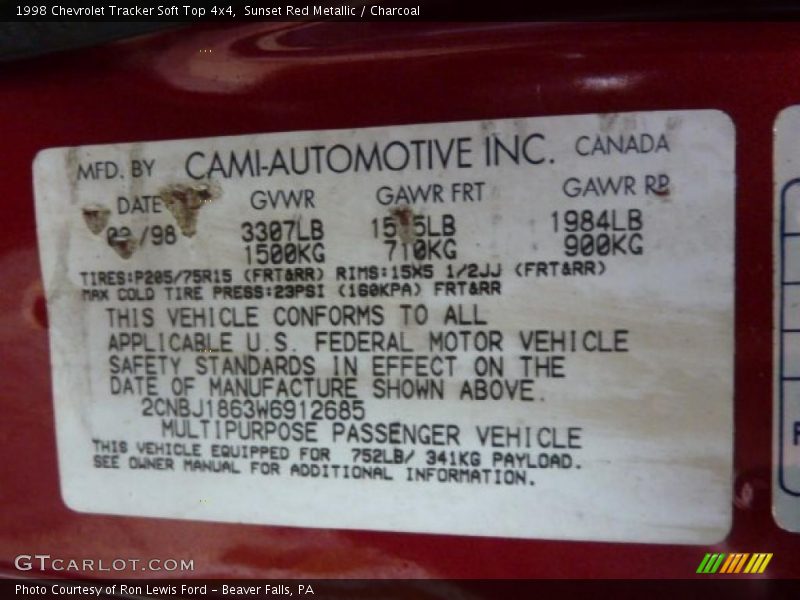 1998 Chevrolet Tracker Soft Top 4x4, Sunset Red Metallic / Charcoal
MFD. BY CAMI-AUTOMOTIVE INC. CANADA
DATE GVWR GAWR FRT GAWR RR
/98 3307LB LB 1984LB
1500KG 710KG 900KG
TIRES:P205/75R15 (FRT&RR) RIMS:15X5 1/2JJ (FRT&RR)
MAX COLD TIRE PRESS:23PSI (160KPA) FRT&RR
THIS VEHICLE CONFORMS TO ALL
APPLICABLE U.S. FEDERAL MOTOR VEHICLE
SAFETY STANDARDS IN EFFECT ON THE
DATE OF MANUFACTURE SHOWN ABOVE.
2CNBJ1863W6912685
MULTIPURPOSE PASSENGER VEHICLE
THIS VEHICLE EQUIPPED FOR 752LB/ 341KG PAYLOAD.
SEE OWNER MANUAL FOR ADDITIONAL INFORMATION.
GTCARLOT.COM
Photo Courtesy of Ron Lewis Ford - Beaver Falls, PA